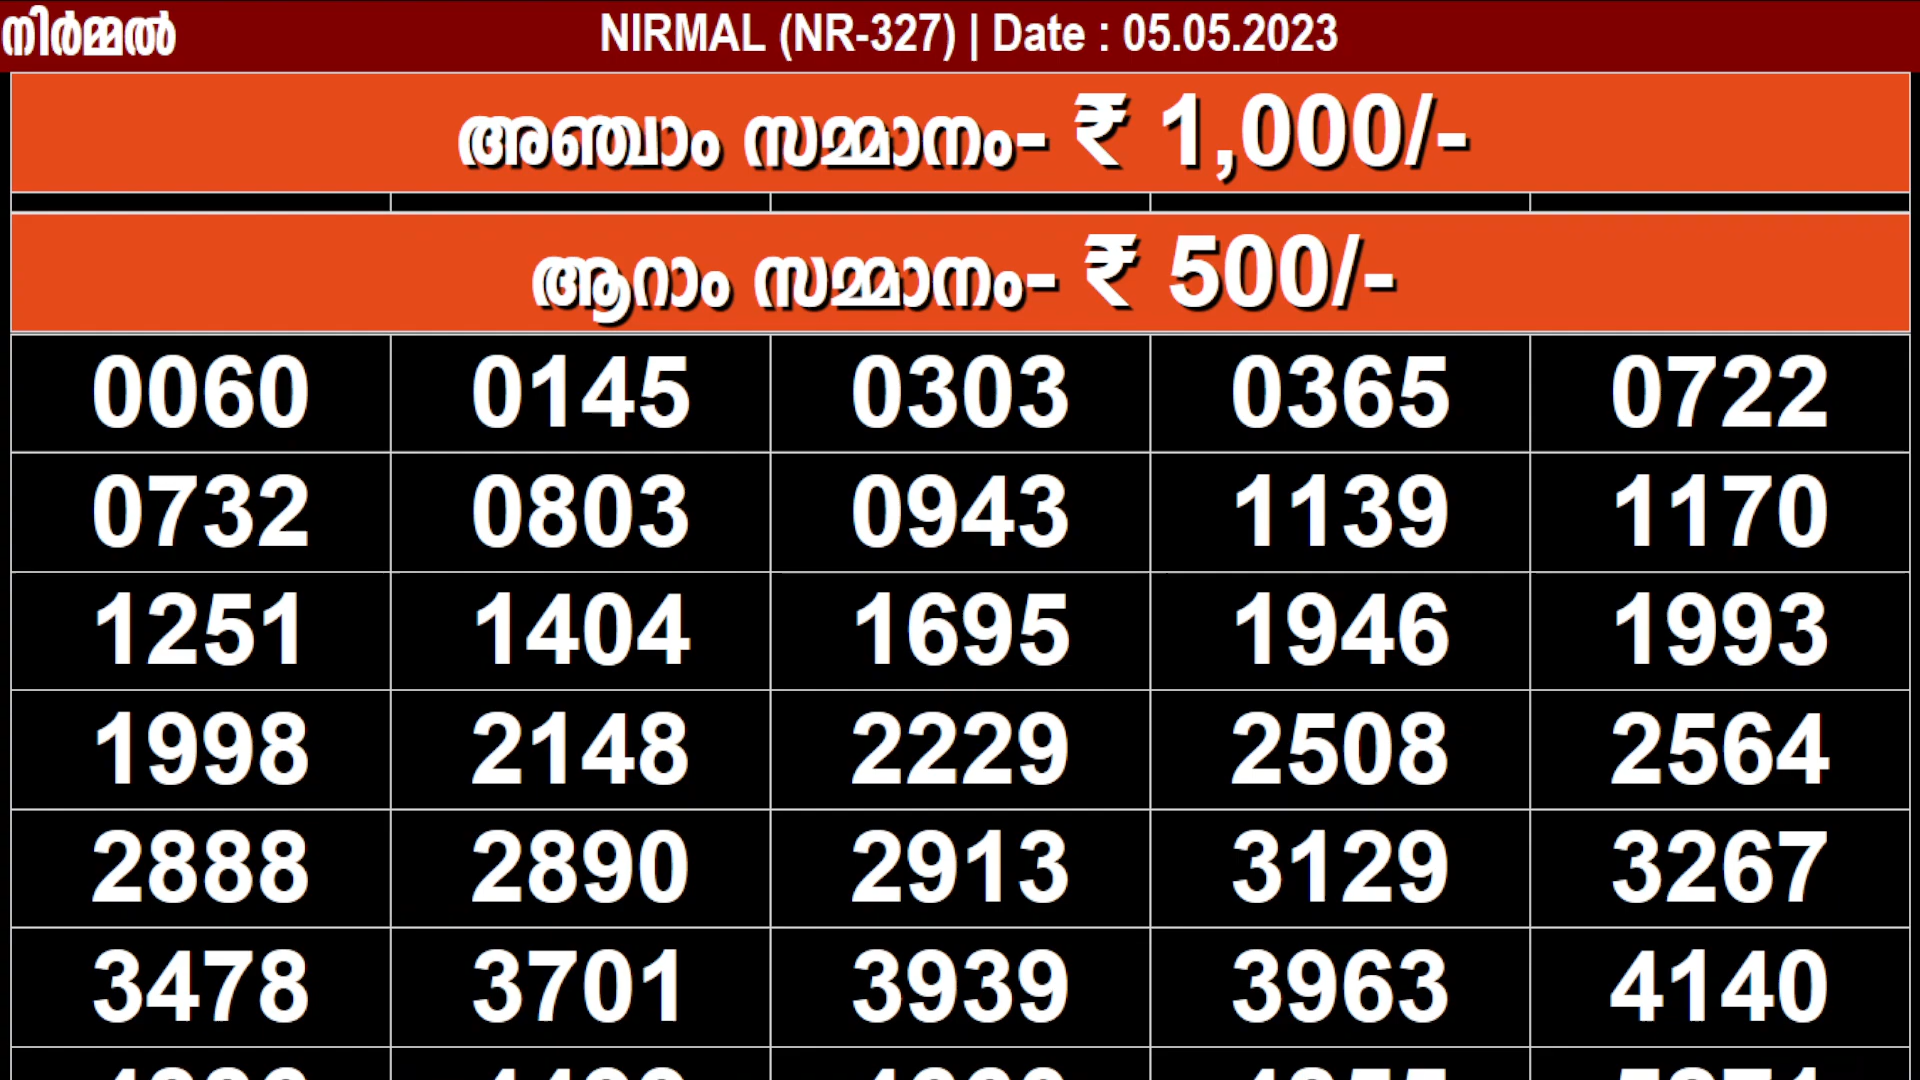 നിർമ്മൽ NIRMAL (NR-327) | Date : 05.05.2023
അഞ്ചാം സമ്മാനം- ₹ 1,000/-
ആറാം സമ്മാനം- ₹ 500/-
0060 0145 0303 0365 0722
0732 0803 0943 1139 1170
1251 1404 1695 1946 1993
1998 2148 2229 2508 2564
2888 2890 2913 3129 3267
3478 3701 3939 3963 4140